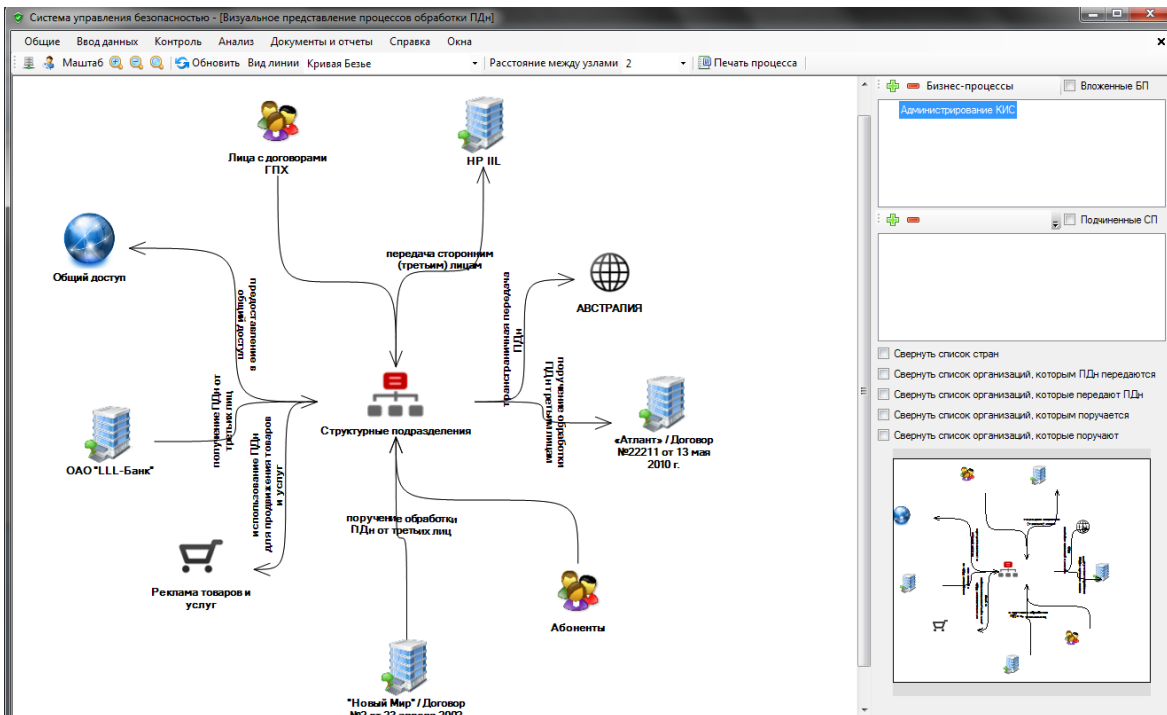 Система управления безопасностью - [Визуальное представление процессов обработки ПДн]
Общие Ввод данных Контроль Анализ Документы и отчеты Справка Окна
Масштаб Обновить Вид линии Кривая Безье Расстояние между узлами 2 Печать процесса
Бизнес-процессы Вложенные БП
Администрирование КИС
Лица с договорами
ГПХ
HP IIL
Общий доступ
передача сторонним
(третьим) лицам
АВСТРАЛИЯ
предоставление в
общий доступ
трансграничная передача
ПДн
Подчиненные СП
Свернуть список стран
Свернуть список организаций, которым ПДн передаются
Свернуть список организаций, которые передают ПДн
Свернуть список организаций, которым поручается
Свернуть список организаций, которые поручают
поручение обработки
ПДн третьим лицам
Структурные подразделения
«Атлант» / Договор
№22211 от 13 мая
2010 г.
получение ПДн от
третьих лиц
ОАО "LLL-Банк"
использование ПДн
для продвижения товаров
и услуг
поручение обработки
ПДн от третьих лиц
Реклама товаров и
услуг
Абоненты
"Новый Мир" / Договор
№2 от 23 апреля 2002